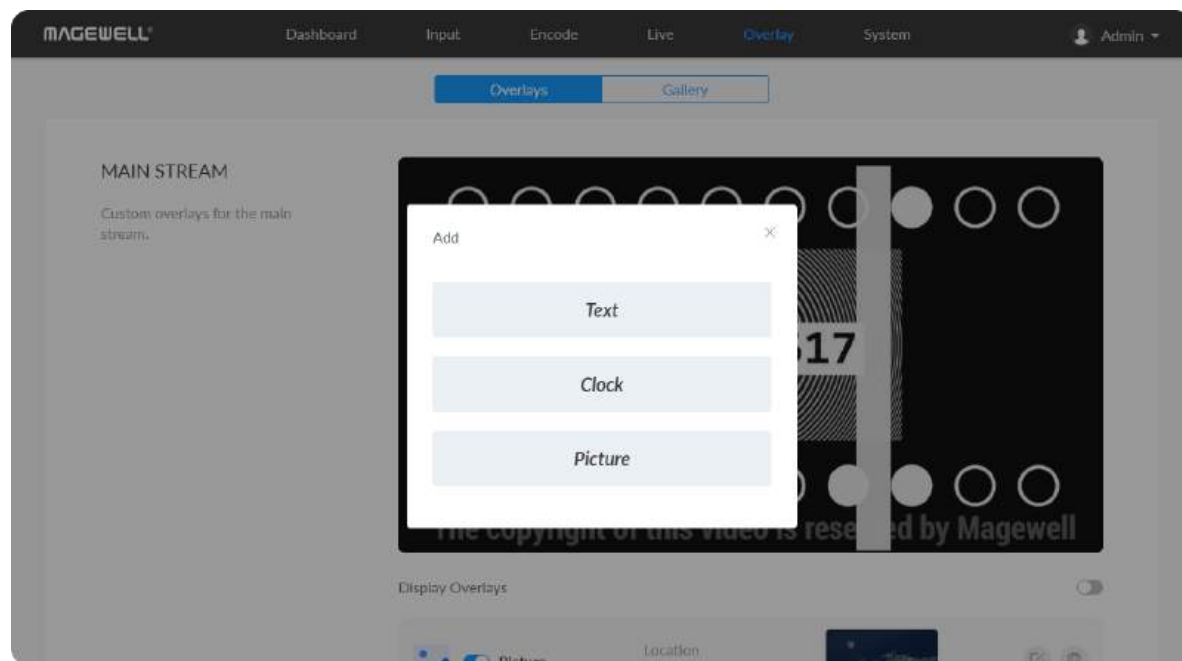 MAGEWELL Dashboard Input Encode Live Overlay System Admin
Overlays Gallery
MAIN STREAM
Custom overlays for the main
stream.
Add
Text
Clock
Picture
17
The copyright of this video is rese ed by Magewell
Display Overlays
Picture
Location